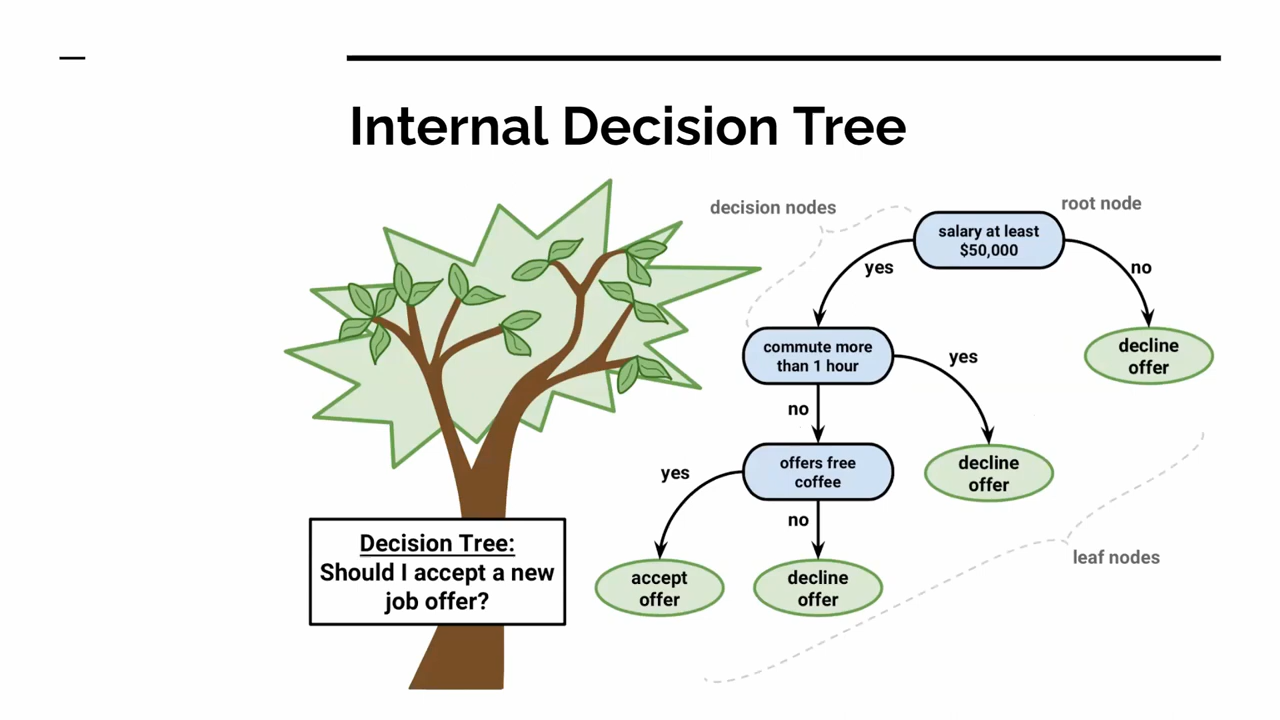 Internal Decision Tree
decision nodes
root node
salary at least
$50,000
yes
no
commute more
than 1 hour
yes
decline
offer
no
offers free
coffee
decline
offer
yes
no
accept
offer
decline
offer
leaf nodes
Decision Tree:
Should I accept a new
job offer?